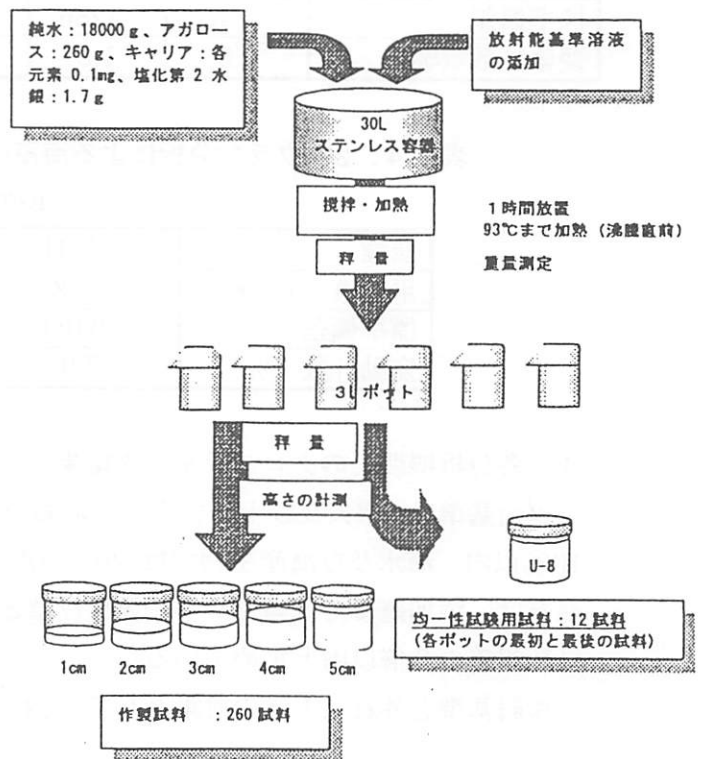 純水：18000g、アガロー
ス：260g、キャリア：各
元素 0.1mg、塩化第2水
銀：1.7g
放射能基準溶液
の添加
30L
ステンレス容器
撹拌・加熱
1時間放置
93℃まで加熱（沸騰直前）
秤 量
重量測定
3Lポット
秤 量
高さの計測
U-8
均一性試験用試料：12試料
（各ポットの最初と最後の試料）
1cm 2cm 3cm 4cm 5cm
作製試料 ：260試料